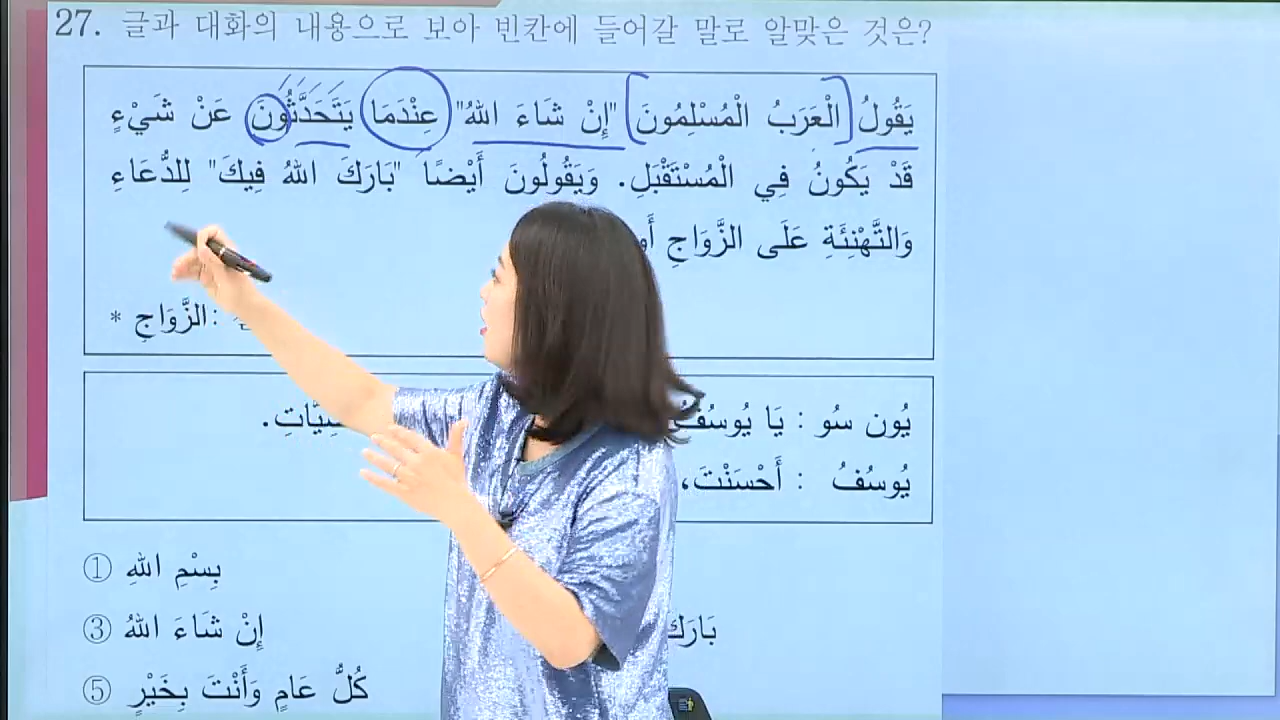 27. 글과 대화의 내용으로 보아 빈칸에 들어갈 말로 알맞은 것은?
يَقُولُ الْعَرَبُ الْمُسْلِمُونَ "إِنْ شَاءَ اللهُ" عِنْدَمَا يَتَحَدَّثُونَ عَنْ شَيْءٍ
قَدْ يَكُونُ فِي الْمُسْتَقْبَلِ. وَيَقُولُونَ أَيْضًا "بَارَكَ اللهُ فِيكَ" لِلدُّعَاءِ
وَالتَّهْنِئَةِ عَلَى الزَّوَاجِ
* الزَّوَاجِ:
يُون سُو : يَا يُوسُفُ
يُوسُفُ : أَحْسَنْتَ،
① بِسْمِ اللهِ
③ إِنْ شَاءَ اللهُ
بَارَكَ
⑤ كُلُّ عَامٍ وَأَنْتَ بِخَيْرٍ